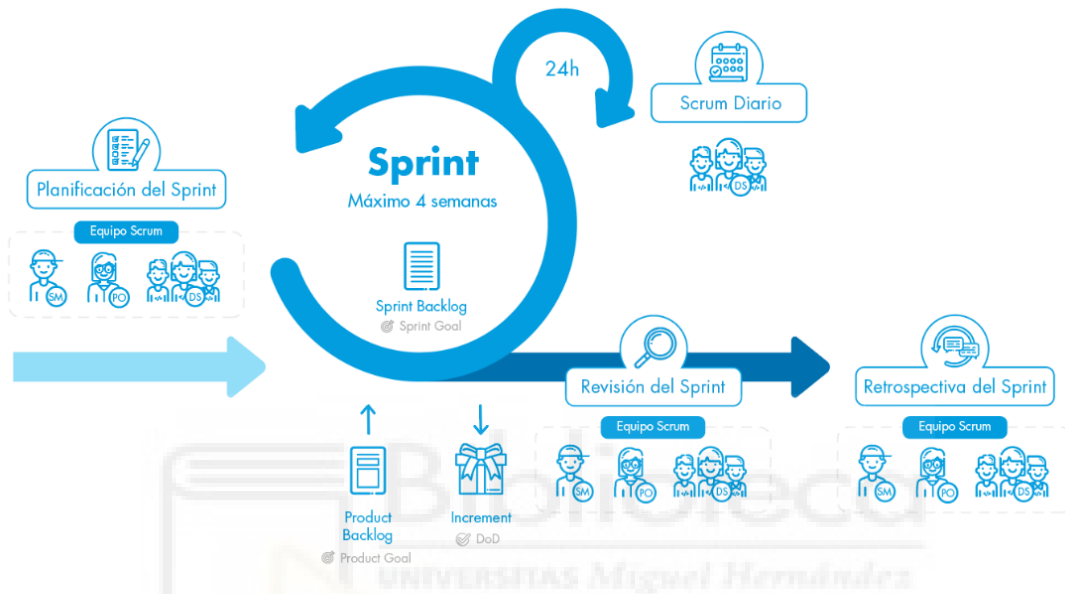 24h
Scrum Diario
DS
Sprint
Máximo 4 semanas
Planificación del Sprint
Equipo Scrum
SM
PO
DS
Sprint Backlog
Sprint Goal
Revisión del Sprint
Equipo Scrum
SM
PO
DS
Retrospectiva del Sprint
Equipo Scrum
SM
PO
DS
Product
Backlog
Product Goal
Increment
DoD
Biblioteca
UNIVERSITAS Miguel Hernández